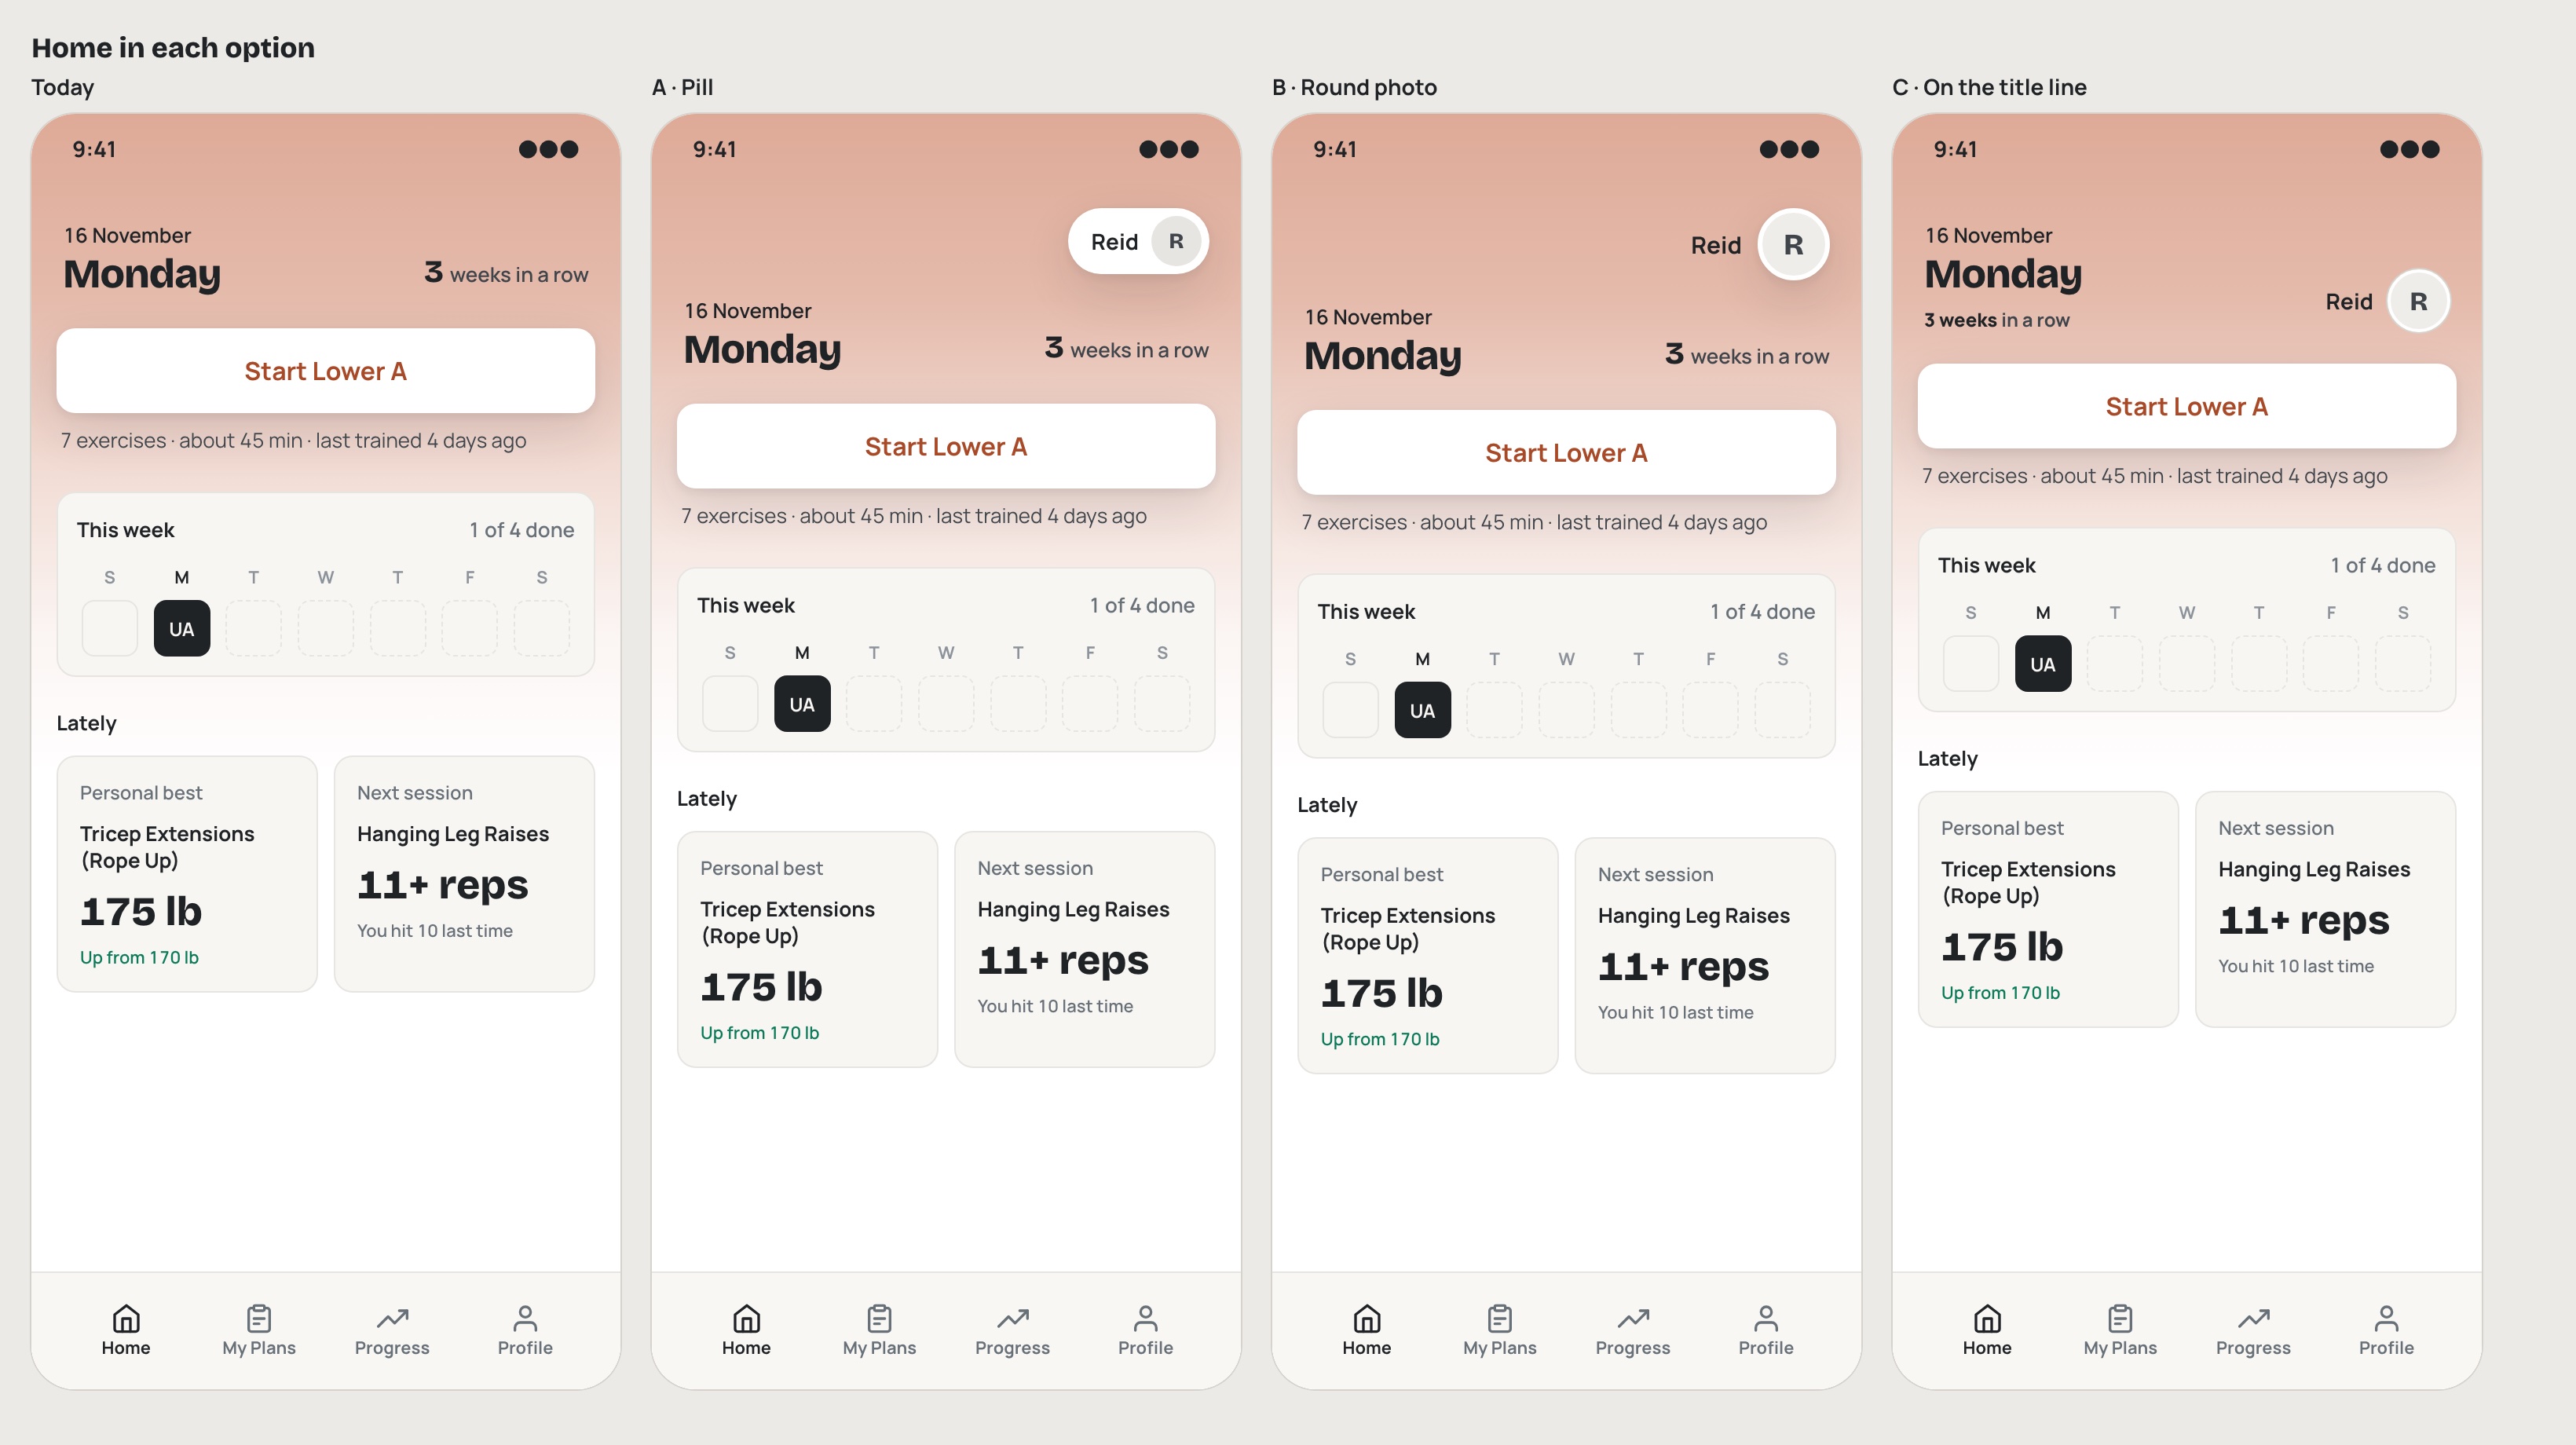 Home in each option
Today
9:41
16 November
Monday
3 weeks in a row
Start Lower A
7 exercises · about 45 min · last trained 4 days ago
This week
1 of 4 done
S M T W T F S
UA
Lately
Personal best
Tricep Extensions
(Rope Up)
175 lb
Up from 170 lb
Next session
Hanging Leg Raises
11+ reps
You hit 10 last time
Home
My Plans
Progress
Profile
A · Pill
9:41
Reid
R
16 November
Monday
3 weeks in a row
Start Lower A
7 exercises · about 45 min · last trained 4 days ago
This week
1 of 4 done
S M T W T F S
UA
Lately
Personal best
Tricep Extensions
(Rope Up)
175 lb
Up from 170 lb
Next session
Hanging Leg Raises
11+ reps
You hit 10 last time
Home
My Plans
Progress
Profile
B · Round photo
9:41
Reid
R
16 November
Monday
3 weeks in a row
Start Lower A
7 exercises · about 45 min · last trained 4 days ago
This week
1 of 4 done
S M T W T F S
UA
Lately
Personal best
Tricep Extensions
(Rope Up)
175 lb
Up from 170 lb
Next session
Hanging Leg Raises
11+ reps
You hit 10 last time
Home
My Plans
Progress
Profile
C · On the title line
9:41
16 November
Monday
3 weeks in a row
Reid
R
Start Lower A
7 exercises · about 45 min · last trained 4 days ago
This week
1 of 4 done
S M T W T F S
UA
Lately
Personal best
Tricep Extensions
(Rope Up)
175 lb
Up from 170 lb
Next session
Hanging Leg Raises
11+ reps
You hit 10 last time
Home
My Plans
Progress
Profile